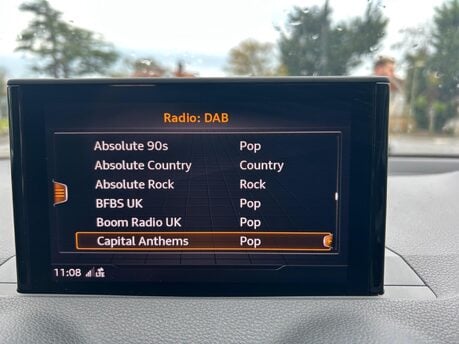 Radio: DAB
Absolute 90s Pop
Absolute Country Country
Absolute Rock Rock
BFBS UK Pop
Boom Radio UK Pop
Capital Anthems Pop
11:08 LTE